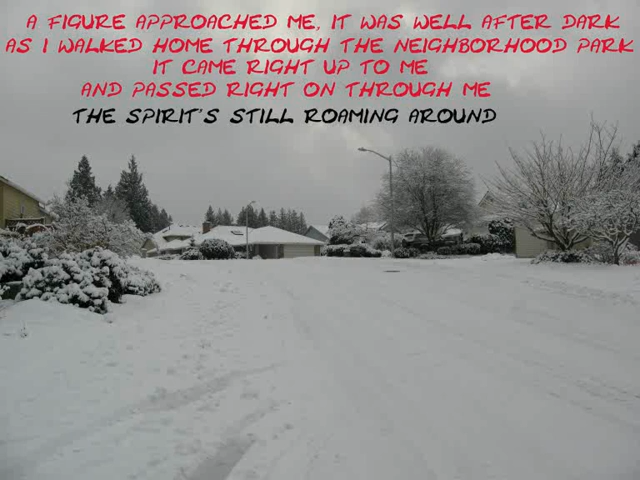 A FIGURE APPROACHED ME, IT WAS WELL AFTER DARK
AS I WALKED HOME THROUGH THE NEIGHBORHOOD PARK
IT CAME RIGHT UP TO ME
AND PASSED RIGHT ON THROUGH ME
THE SPIRIT'S STILL ROAMING AROUND